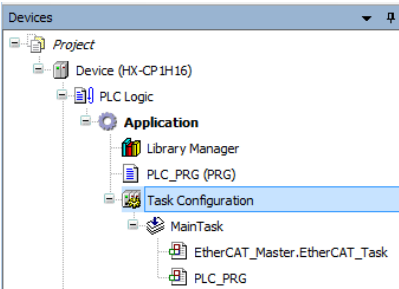 Devices
Project
Device (HX-CP1H16)
PLC Logic
Application
Library Manager
PLC_PRG (PRG)
Task Configuration
MainTask
EtherCAT_Master.EtherCAT_Task
PLC_PRG